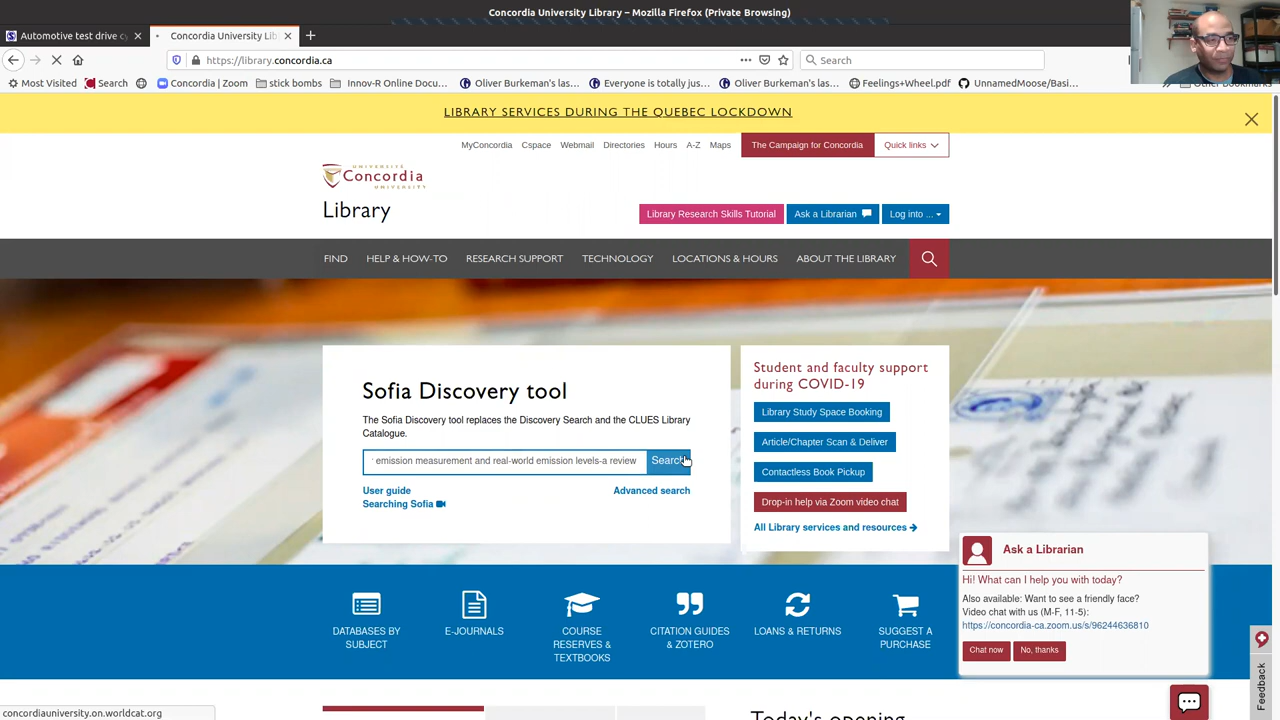 Concordia University Library – Mozilla Firefox (Private Browsing)
Automotive test drive
Concordia University Lib
https://library.concordia.ca
Search
Most Visited Search Concordia | Zoom stick bombs Innov-R Online Docu... Oliver Burkeman's las... Everyone is totally jus... Oliver Burkeman's las... Feelings+Wheel.pdf UnnamedMoose/Basi... Other Bookmarks
LIBRARY SERVICES DURING THE QUEBEC LOCKDOWN
MyConcordia Cspace Webmail Directories Hours A-Z Maps The Campaign for Concordia Quick links
UNIVERSITÉ
Concordia
UNIVERSITY
Library
Library Research Skills Tutorial Ask a Librarian Log into ...
FIND HELP & HOW-TO RESEARCH SUPPORT TECHNOLOGY LOCATIONS & HOURS ABOUT THE LIBRARY
Sofia Discovery tool
The Sofia Discovery tool replaces the Discovery Search and the CLUES Library
Catalogue.
emission measurement and real-world emission levels-a review Search
User guide Advanced search
Searching Sofia
Student and faculty support
during COVID-19
Library Study Space Booking
Article/Chapter Scan & Deliver
Contactless Book Pickup
Drop-in help via Zoom video chat
All Library services and resources
Ask a Librarian
Hi! What can I help you with today?
Also available: Want to see a friendly face?
Video chat with us (M-F, 11-5):
https://concordia-ca.zoom.us/s/96244636810
Chat now No, thanks
DATABASES BY
SUBJECT
E-JOURNALS
COURSE
RESERVES &
TEXTBOOKS
CITATION GUIDES
& ZOTERO
LOANS & RETURNS
SUGGEST A
PURCHASE
Feedback
concordiauniversity.on.worldcat.org
Today's opening